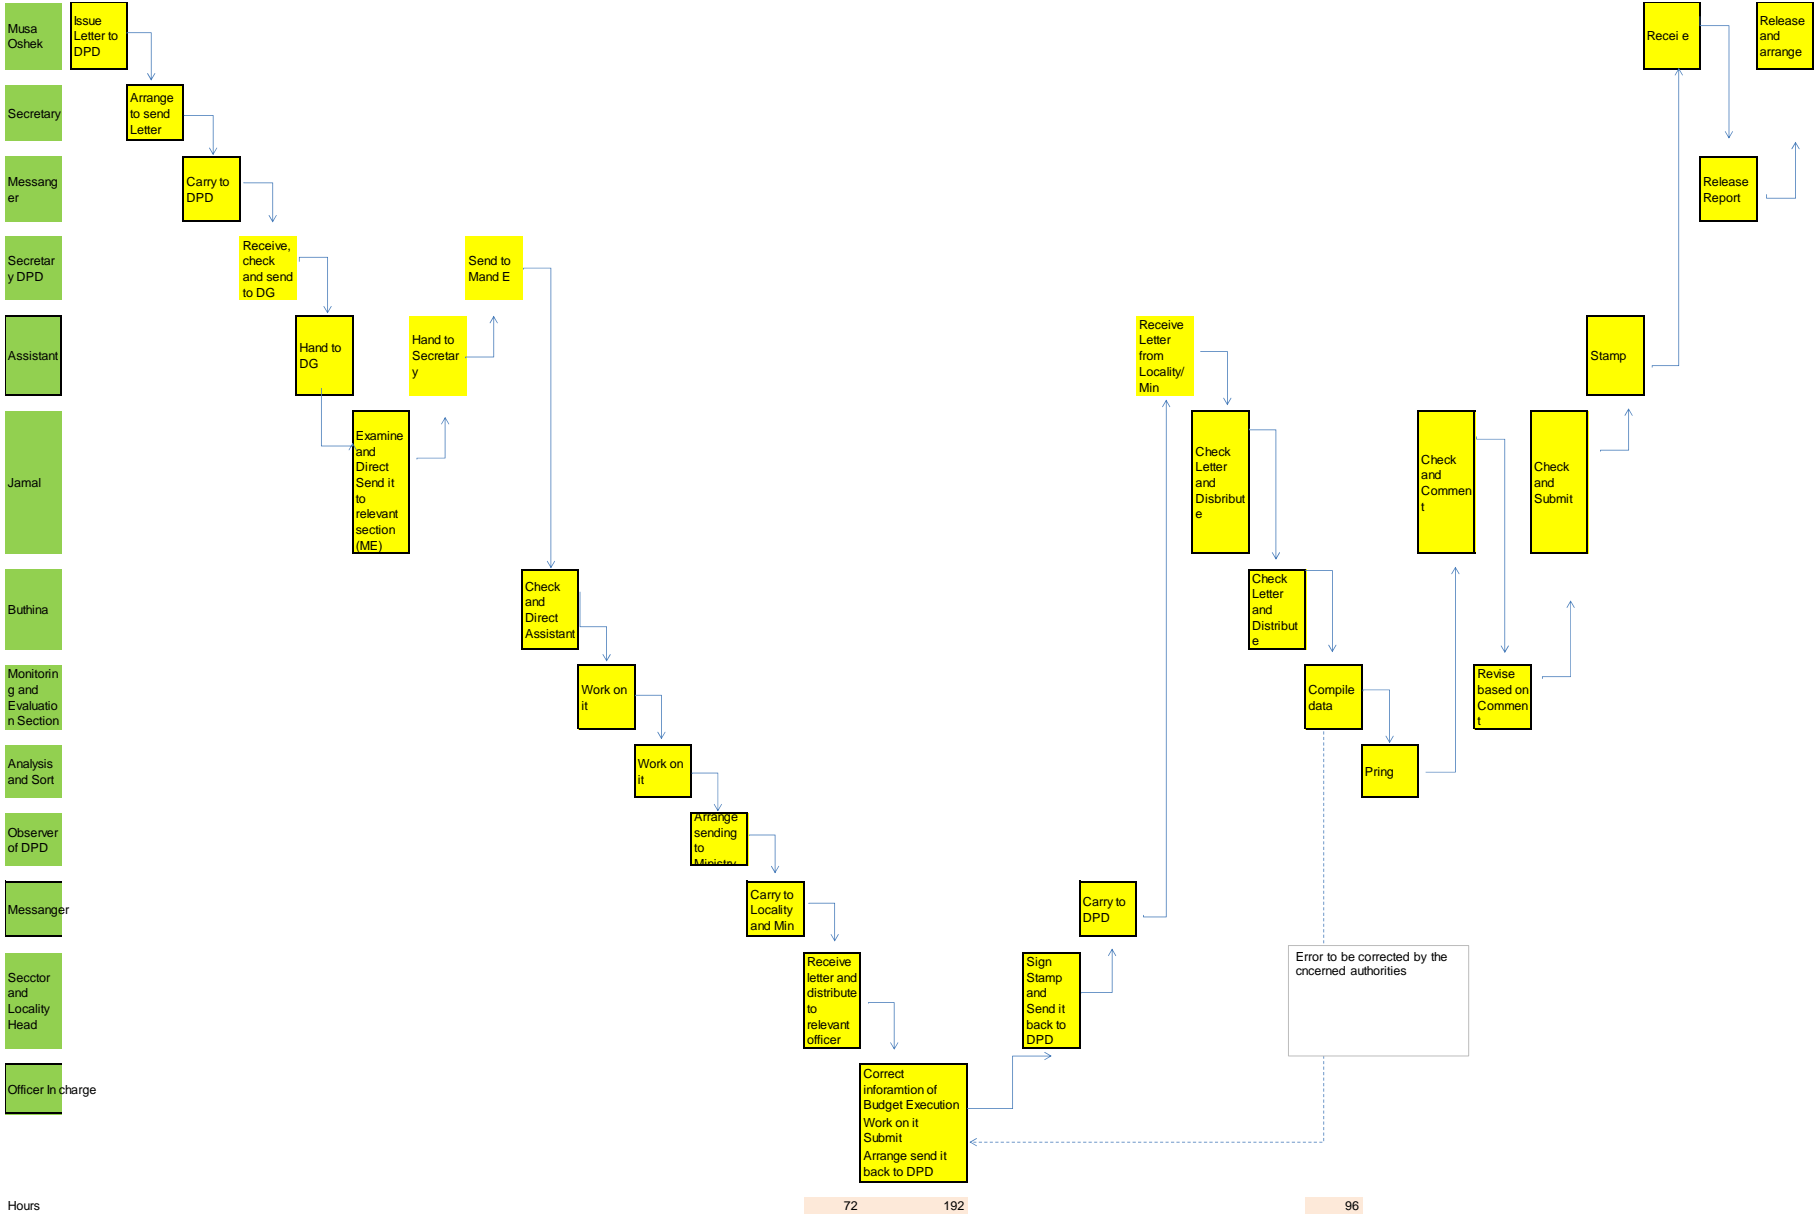 Musa
Oshek
Issue
Letter to
DPD
Recei e
Release
and
arrange
Secretary
Arrange
to send
Letter
Messang
er
Carry to
DPD
Release
Report
Secretar
y DPD
Receive,
check
and send
to DG
Send to
Mand E
Assistant
Hand to
DG
Hand to
Secretar
y
Receive
Letter
from
Locality/
Min
Stamp
Jamal
Examine
and
Direct
Send it
to
relevant
section
(ME)
Check
Letter
and
Disbribut
e
Check
and
Commen
t
Check
and
Submit
Buthina
Check
and
Direct
Assistant
Check
Letter
and
Distribut
e
Monitorin
g and
Evaluatio
n Section
Work on
it
Compile
data
Revise
based on
Commen
t
Analysis
and Sort
Work on
it
Pring
Observer
of DPD
Arrange
sending
to
Ministry
Messanger
Carry to
Locality
and Min
Carry to
DPD
Secctor
and
Locality
Head
Receive
letter and
distribute
to
relevant
officer
Sign
Stamp
and
Send it
back to
DPD
Error to be corrected by the
cncerned authorities
Officer In charge
Correct
inforamtion of
Budget Execution
Work on it
Submit
Arrange send it
back to DPD
Hours
72
192
96